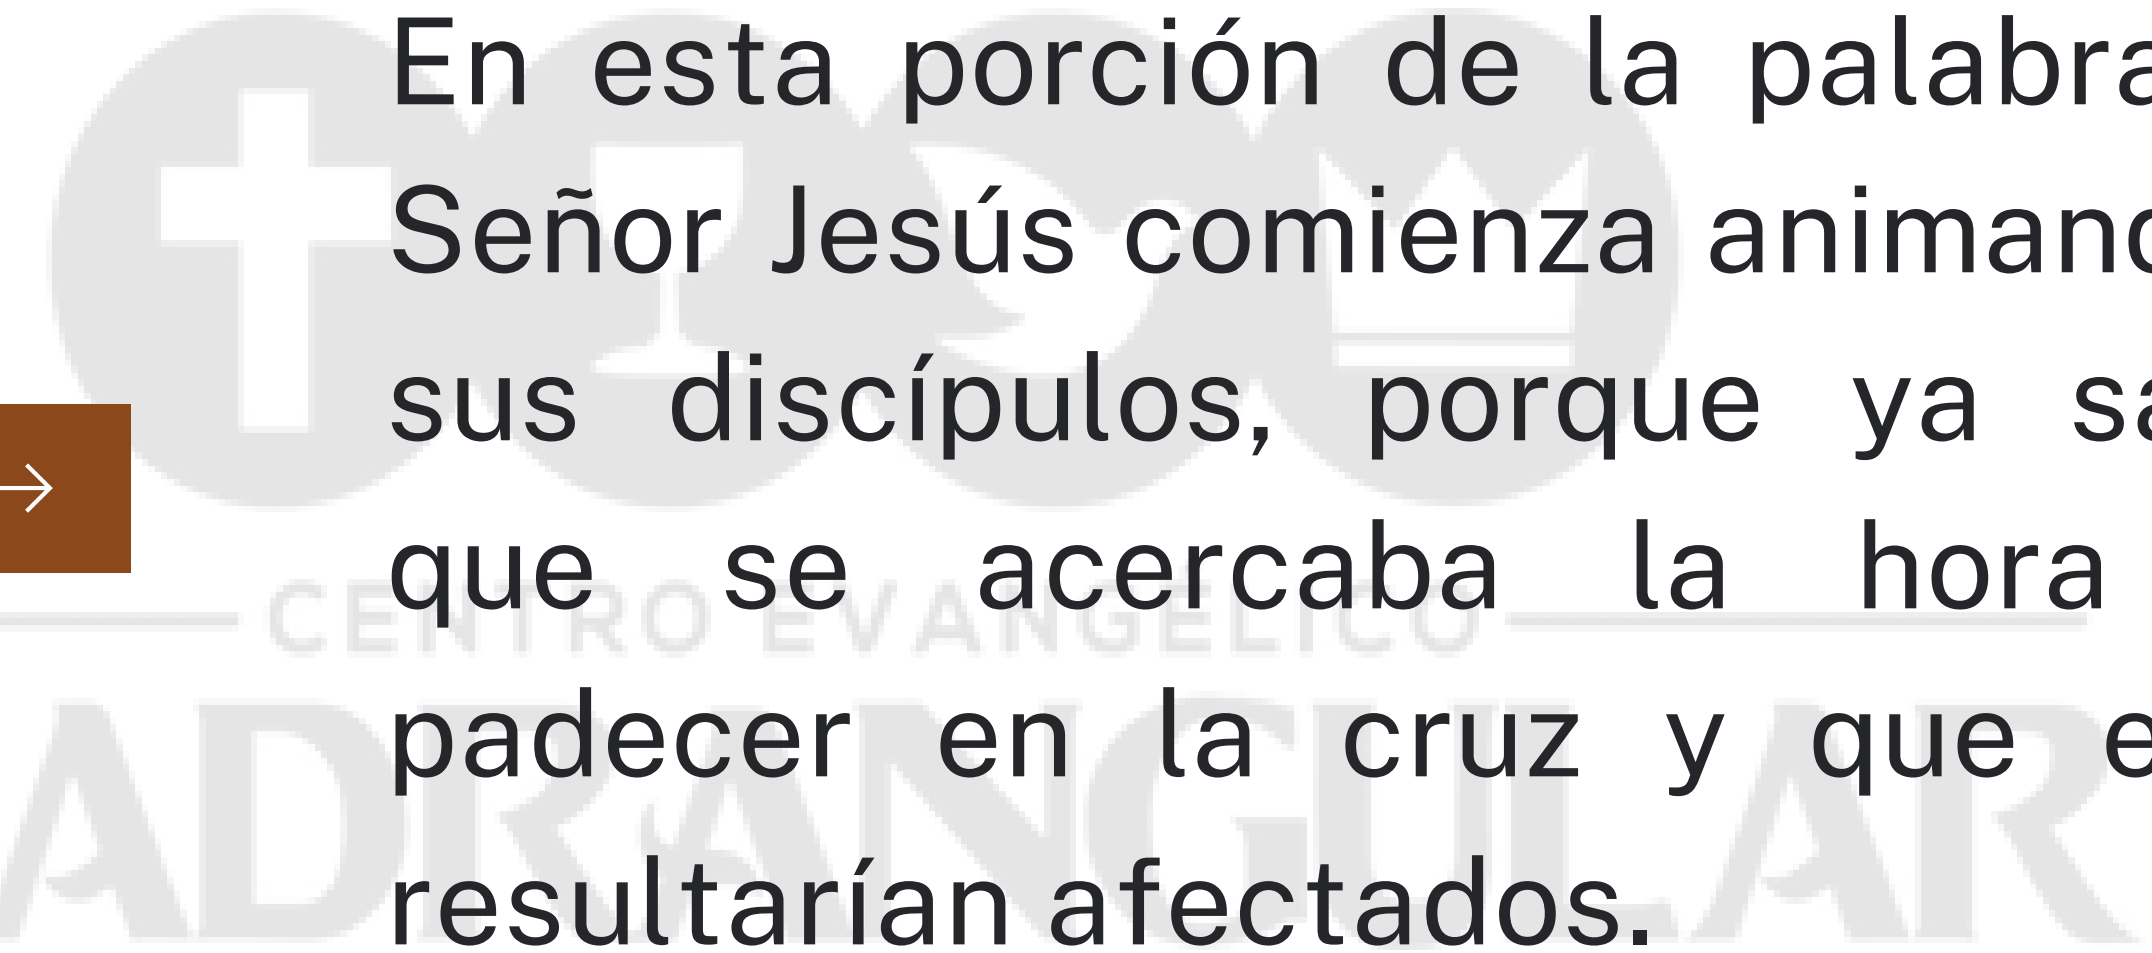 En esta porción de la palabra
Señor Jesús comienza
sus discípulos, porque ya
que se acercaba la hora
CENTRO EVANGELICO
padecer en la cruz y que
ADRANGULAR
resultarían afectados.